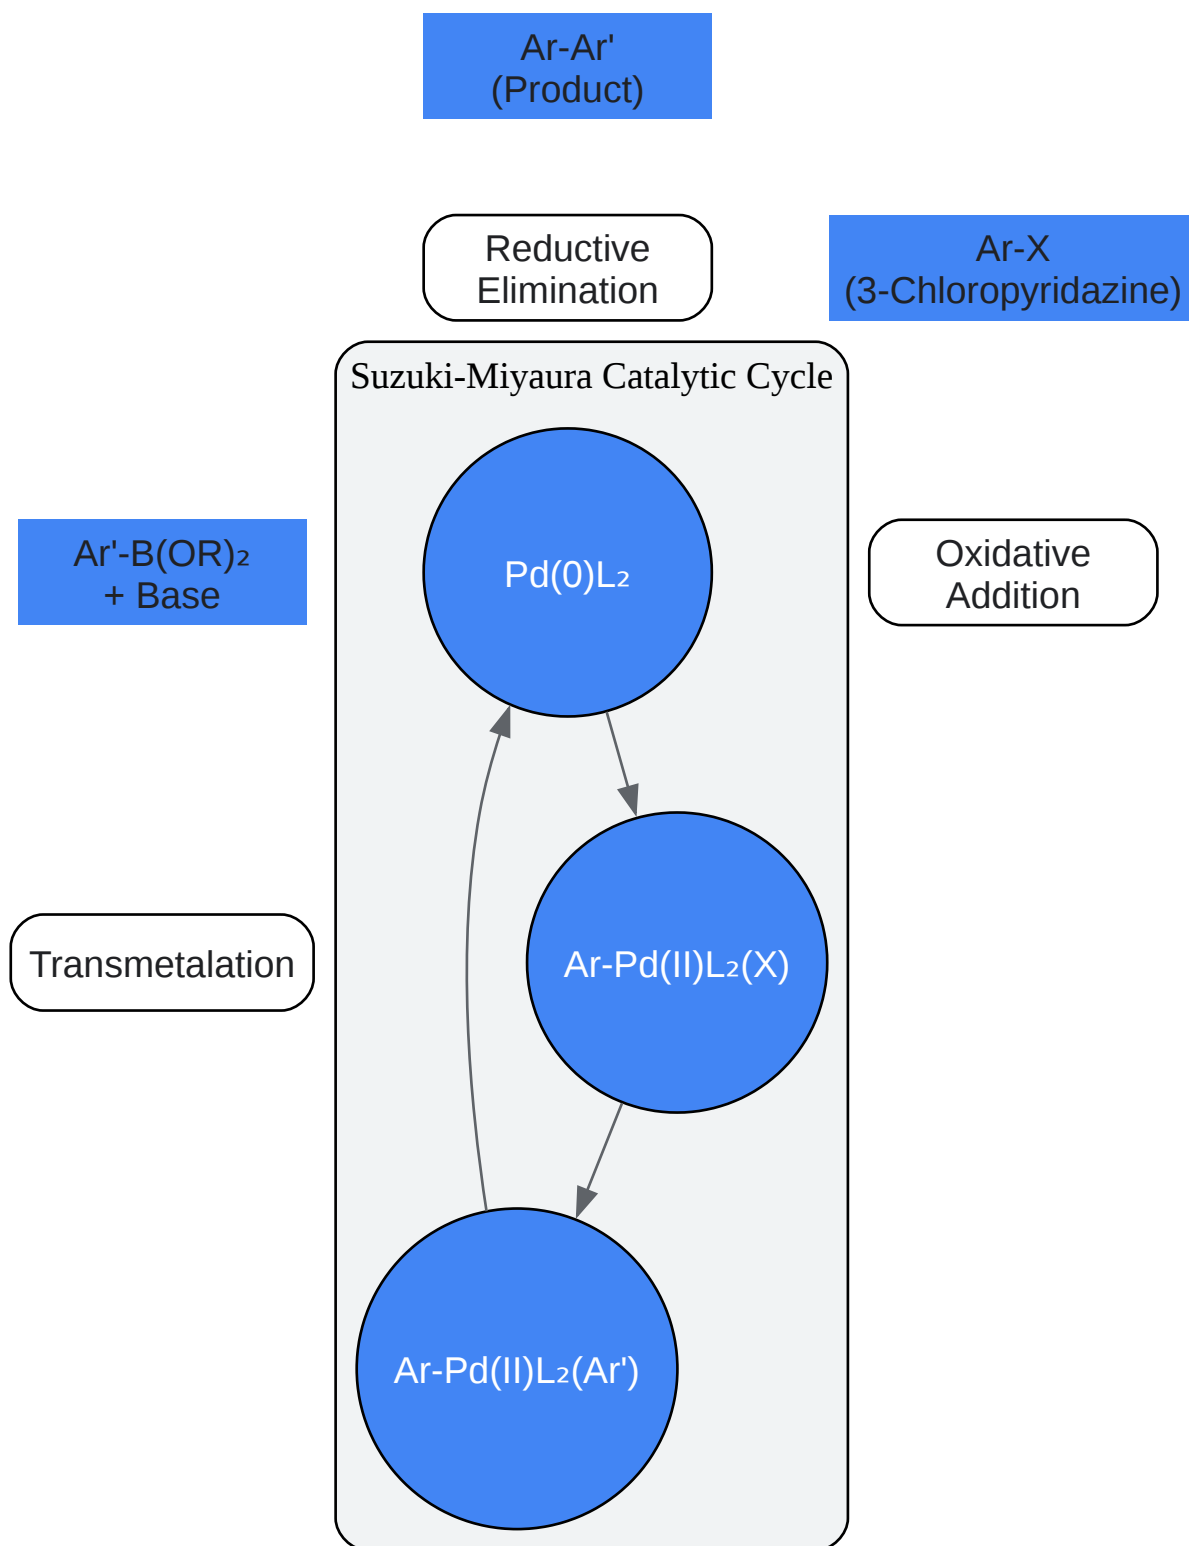 Ar-Ar'
(Product)
Reductive
Elimination
Ar-X
(3-Chloropyridazine)
Suzuki-Miyaura Catalytic Cycle
Pd(0)L₂
Ar'-B(OR)₂
+ Base
Oxidative
Addition
Transmetalation
Ar-Pd(II)L₂(X)
Ar-Pd(II)L₂(Ar')